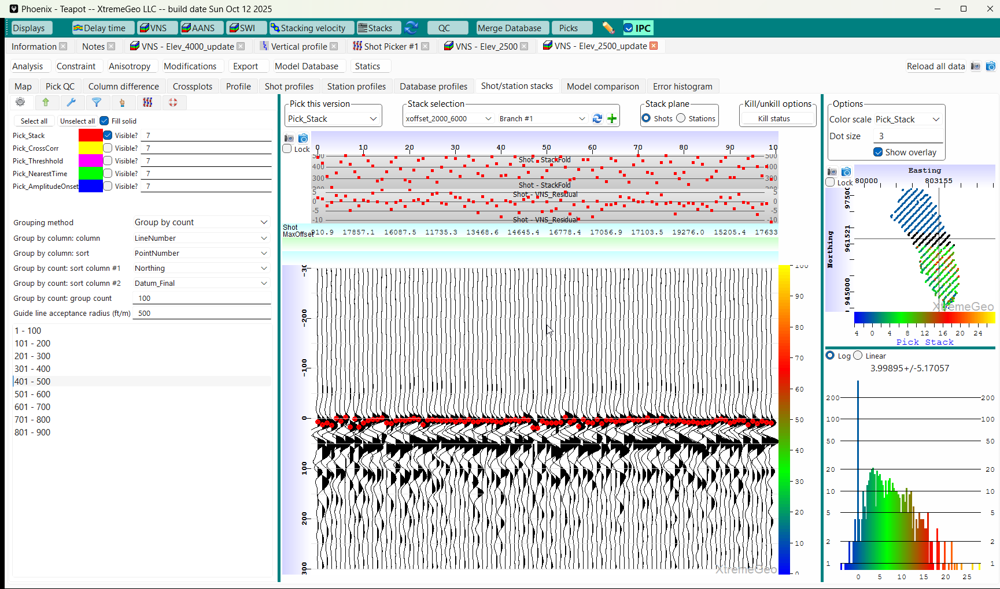 Phoenix - Teapot -- XtremeGeo LLC -- build date Sun Oct 12 2025
Displays Delay time VNS AANS SWI Stacking velocity Stacks QC Merge Database Picks IPC
Information Notes VNS - Elev_4000_update Vertical profile Shot Picker #1 VNS - Elev_2500 VNS - Elev_2500_update
Analysis Constraint Anisotropy Modifications Export Model Database Statics Reload all data
Map Pick QC Column difference Crossplots Profile Shot profiles Station profiles Database profiles Shot/station stacks Model comparison Error histogram
Select all Unselect all Fill solid
Pick_Stack Visible? 7
Pick_CrossCorr Visible? 7
Pick_Threshhold Visible? 7
Pick_NearestTime Visible? 7
Pick_AmplitudeOnset Visible? 7
Grouping method Group by count
Group by column: column LineNumber
Group by column: sort PointNumber
Group by count: sort column #1 Northing
Group by count: sort column #2 Datum_Final
Group by count: group count 100
Guide line acceptance radius (ft/m) 500
1 - 100
101 - 200
201 - 300
301 - 400
401 - 500
501 - 600
601 - 700
701 - 800
801 - 900
Pick this version
Pick_Stack
Stack selection
xoffset_2000_6000 Branch #1
Stack plane
Shots Stations
Kill/unkill options
Kill status
Lock
0 10 20 30 40 50 60 70 80 90 10
500 Shot - StackFold 500
400 400
300 300
Shot - StackFold
5 Shot - VNS_Residual 5
0 0
-5 -5
-10 Shot - VNS_Residual -10
Shot
MaxOffset 910.9 17857.1 16087.5 11735.3 13468.6 14645.4 16778.4 17056.9 17103.5 19276.0 15205.4 17633
-30
-200
-100
0
100
200
300
XtremeGeo
100
90
80
70
60
50
40
30
20
10
0
Options
Color scale Pick_Stack
Dot size 3
Show overlay
Lock
Easting
80000 803155
Northing
97500
961521
945000
XtremeGeo
4 0 4 8 12 16 20 24
Pick Stack
Log Linear
3.99895+/-5.17057
200 200
100 100
50 50
20 20
10 10
5 5
2 2
1 1
0 5 10 15 20 25